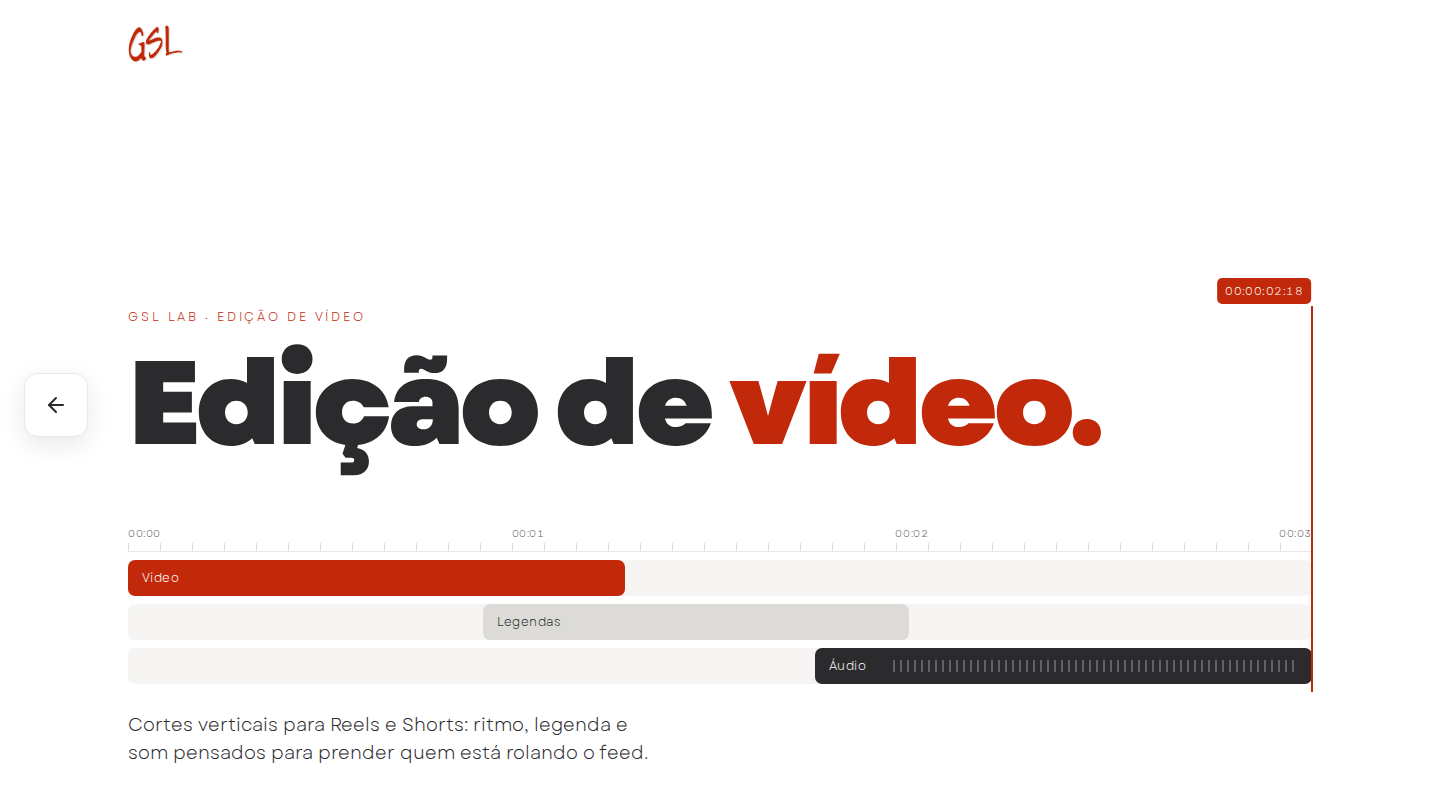 GSL
00:00:02:18
GSL LAB · EDIÇÃO DE VÍDEO
Edição de vídeo.
00:00 00:01 00:02 00:03
Vídeo
Legendas
Áudio
Cortes verticais para Reels e Shorts: ritmo, legenda e
som pensados para prender quem está rolando o feed.